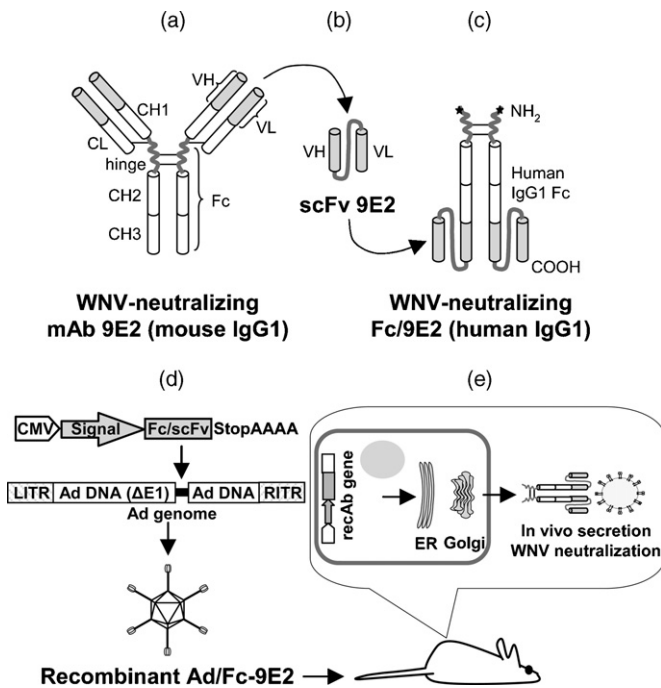 (a)
(b)
(c)
VH
CH1
VL
CL
hinge
CH2
Fc
CH3
VH
VL
scFv 9E2
NH2
Human
IgG1 Fc
COOH
WNV-neutralizing
mAb 9E2 (mouse IgG1)
WNV-neutralizing
Fc/9E2 (human IgG1)
(d)
(e)
CMV Signal Fc/scFv StopAAAA
LITR Ad DNA (ΔE1) Ad DNA RITR
Ad genome
Recombinant Ad/Fc-9E2
recAb gene
ER Golgi
In vivo secretion
WNV neutralization